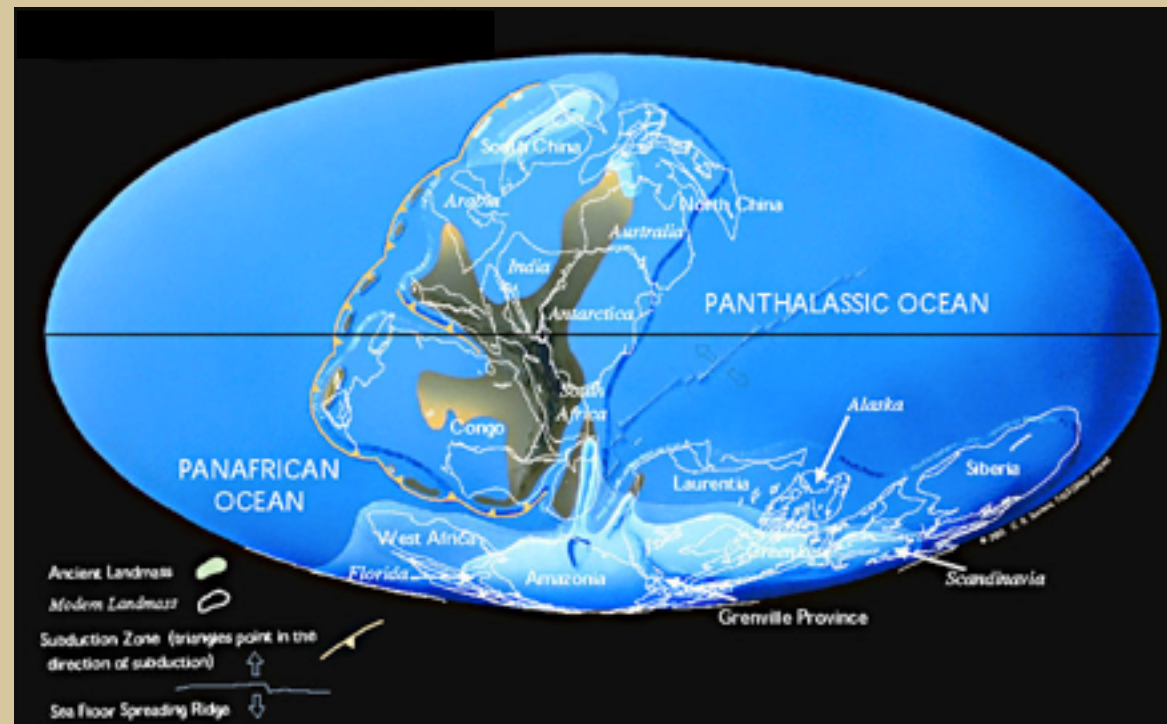 South China
Arabia
North China
Australia
India
PANTHALASSIC OCEAN
Antarctica
South
Africa
Alaska
Congo
PANAFRICAN
OCEAN
Siberia
Laurentia
West Africa
Florida
Amazonia
Scandinavia
Grenville Province
Ancient Landmass
Modern Landmass
Subduction Zone (triangles point in the
direction of subduction)
Sea Floor Spreading Ridge